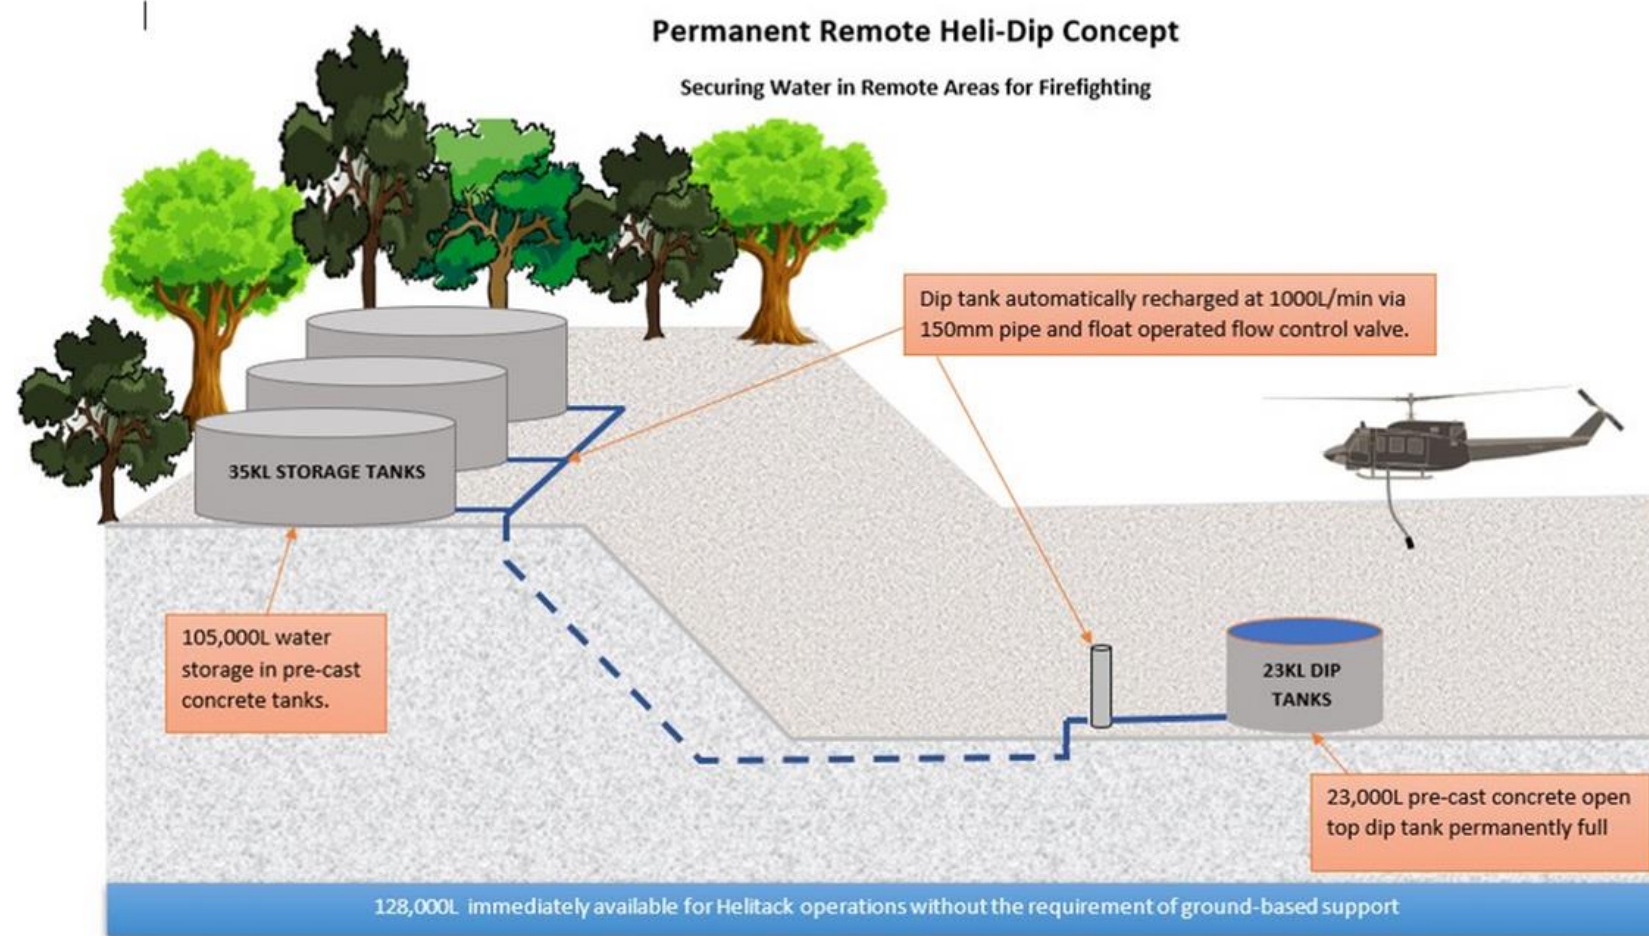 Permanent Remote Heli-Dip Concept
Securing Water in Remote Areas for Firefighting
Dip tank automatically recharged at 1000L/min via
150mm pipe and float operated flow control valve.
35KL STORAGE TANKS
105,000L water
storage in pre-cast
concrete tanks.
23KL DIP
TANKS
23,000L pre-cast concrete open
top dip tank permanently full
128,000L immediately available for Helitack operations without the requirement of ground-based support